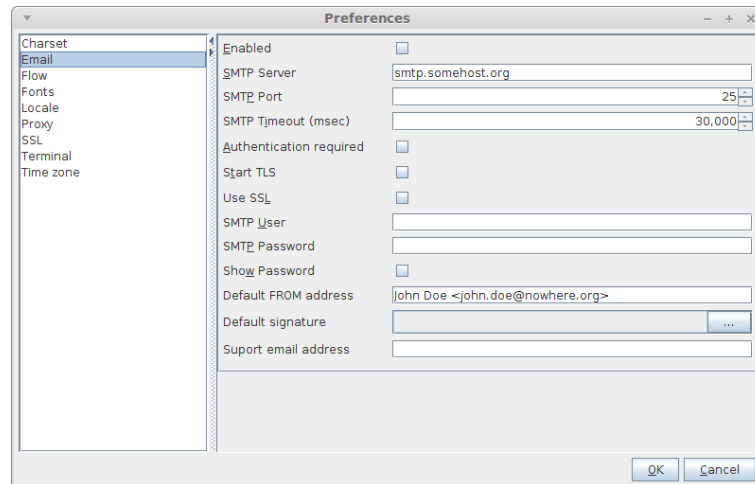 Preferences
Charset
Email
Flow
Fonts
Locale
Proxy
SSL
Terminal
Time zone
Enabled
SMTP Server smtp.somehost.org
SMTP Port 25
SMTP Timeout (msec) 30,000
Authentication required
Start TLS
Use SSL
SMTP User
SMTP Password
Show Password
Default FROM address John Doe <john.doe@nowhere.org>
Default signature ...
Suport email address
OK Cancel